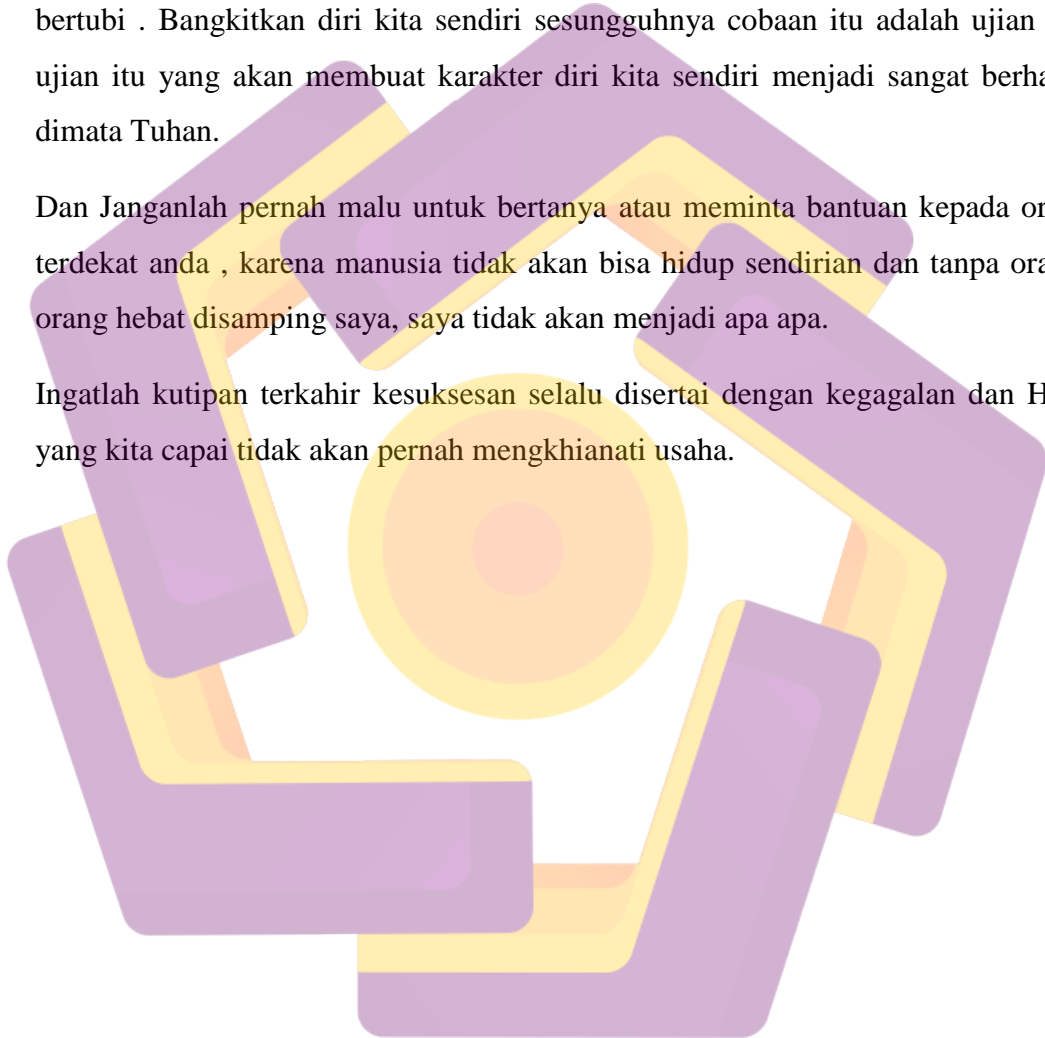 bertubi . Bangkitkan diri kita sendiri sesungguhnya cobaan itu adalah ujian
ujian itu yang akan membuat karakter diri kita sendiri menjadi sangat
dimata Tuhan.
Dan Janganlah pernah malu untuk bertanya atau meminta bantuan kepada
terdekat anda , karena manusia tidak akan bisa hidup sendirian dan tanpa
orang hebat disamping saya, saya tidak akan menjadi apa apa.
Ingatlah kutipan terkahir kesuksesan selalu disertai dengan kegagalan dan
yang kita capai tidak akan pernah mengkhianati usaha.